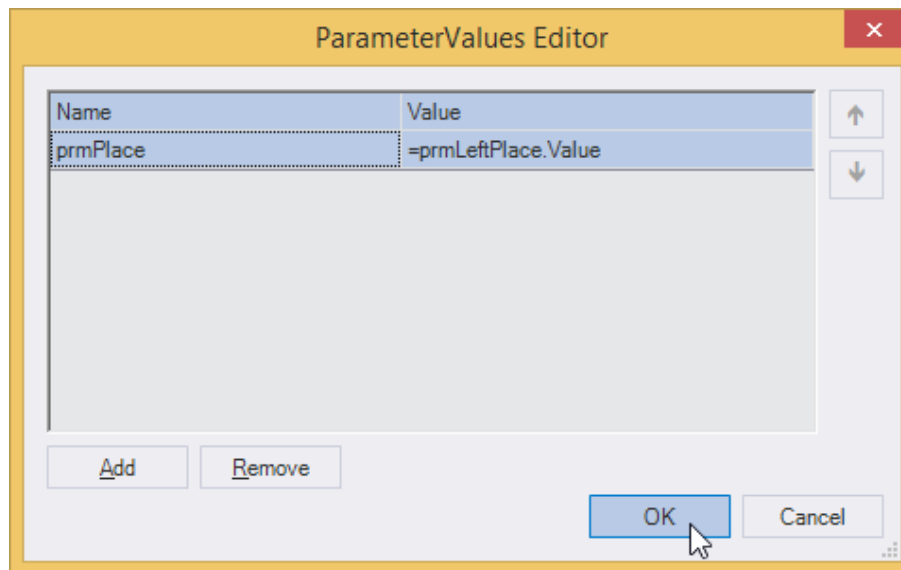 ParameterValues Editor
Name Value
prmPlace =prmLeftPlace.Value
Add Remove
OK Cancel